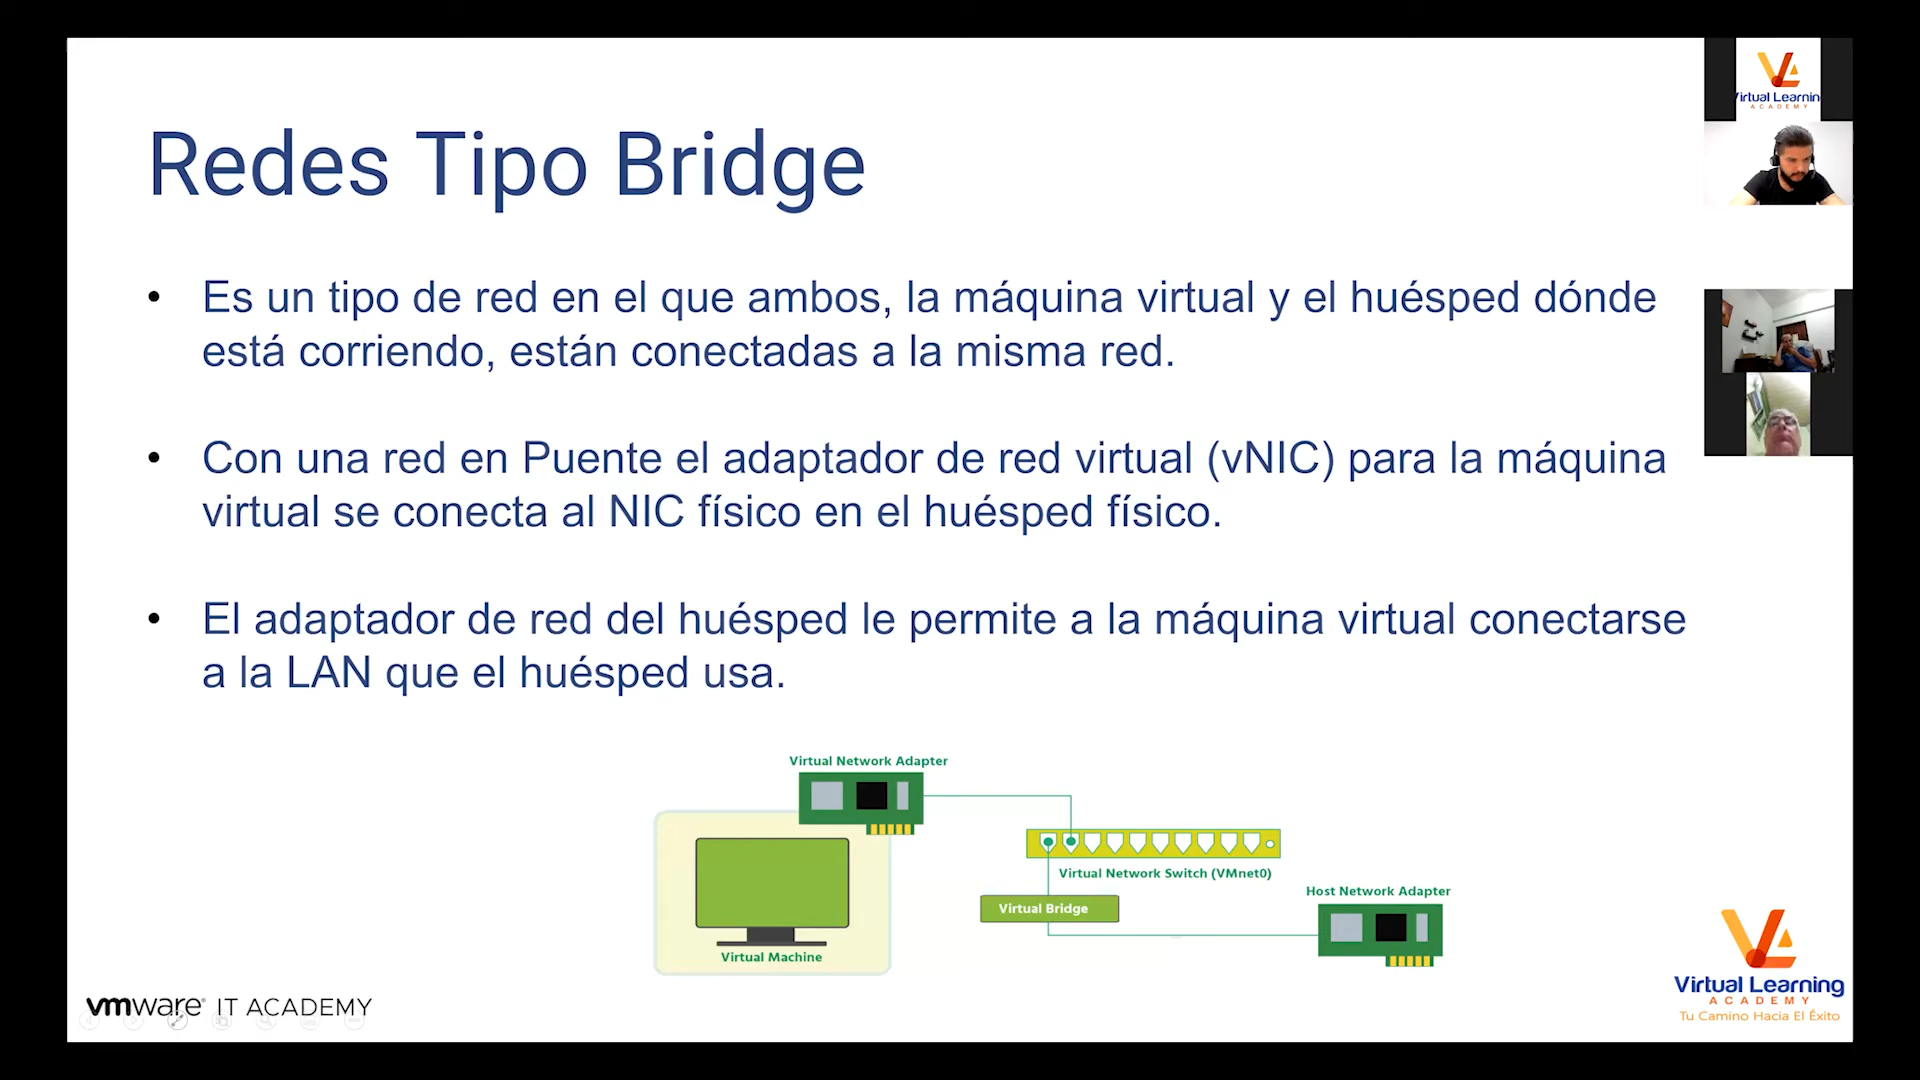 Redes Tipo Bridge
• Es un tipo de red en el que ambos, la máquina virtual y el huésped dónde
está corriendo, están conectadas a la misma red.
• Con una red en Puente el adaptador de red virtual (vNIC) para la máquina
virtual se conecta al NIC físico en el huésped físico.
• El adaptador de red del huésped le permite a la máquina virtual conectarse
a la LAN que el huésped usa.
Virtual Network Adapter
Virtual Machine
Virtual Network Switch (VMnet0)
Virtual Bridge
Host Network Adapter
vmware® IT ACADEMY
Virtual Learning
ACADEMY
Tu Camino Hacia El Éxito
Virtual Learnin
ACADEMY